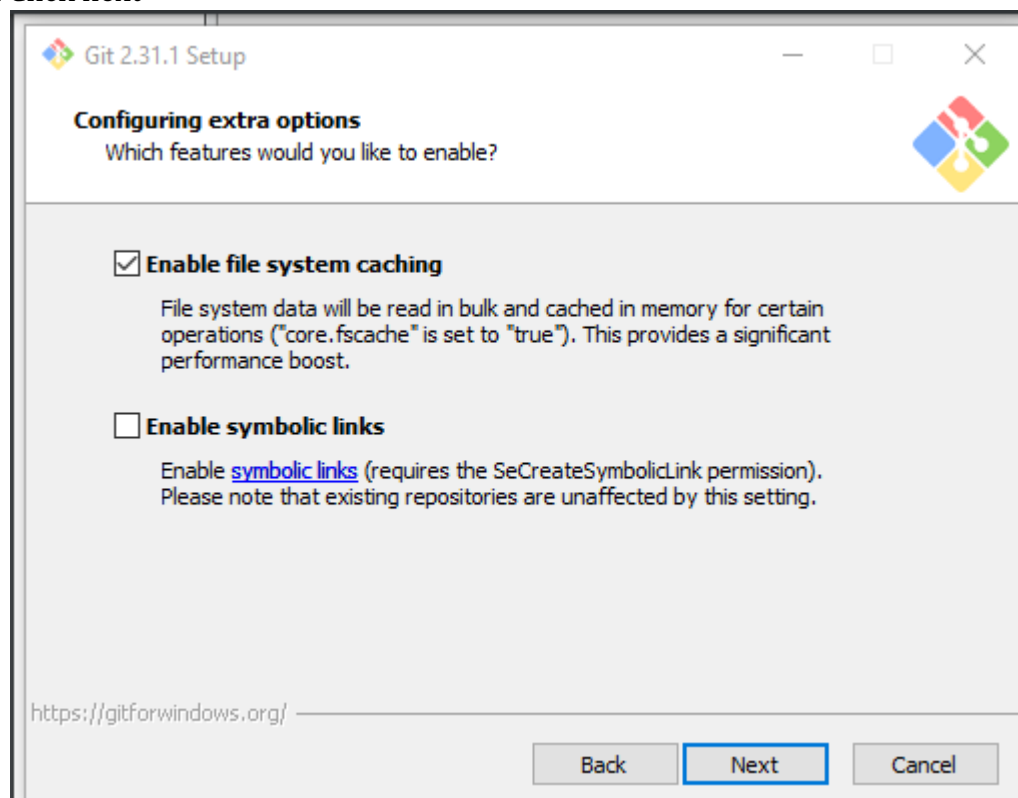 Git 2.31.1 Setup
Configuring extra options
Which features would you like to enable?
Enable file system caching
File system data will be read in bulk and cached in memory for certain
operations ("core.fscache" is set to "true"). This provides a significant
performance boost.
Enable symbolic links
Enable symbolic links (requires the SeCreateSymbolicLink permission).
Please note that existing repositories are unaffected by this setting.
https://gitforwindows.org/
Back Next Cancel